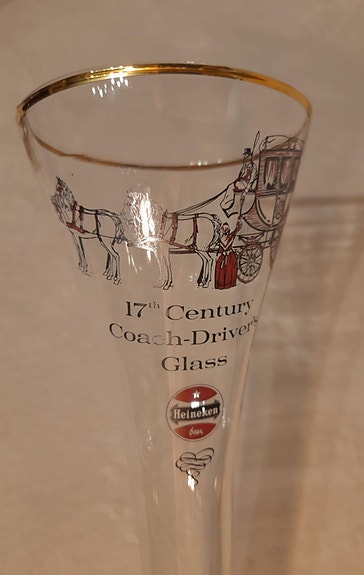 17th Century
Coach-Driver's
Glass
Heineken
beer